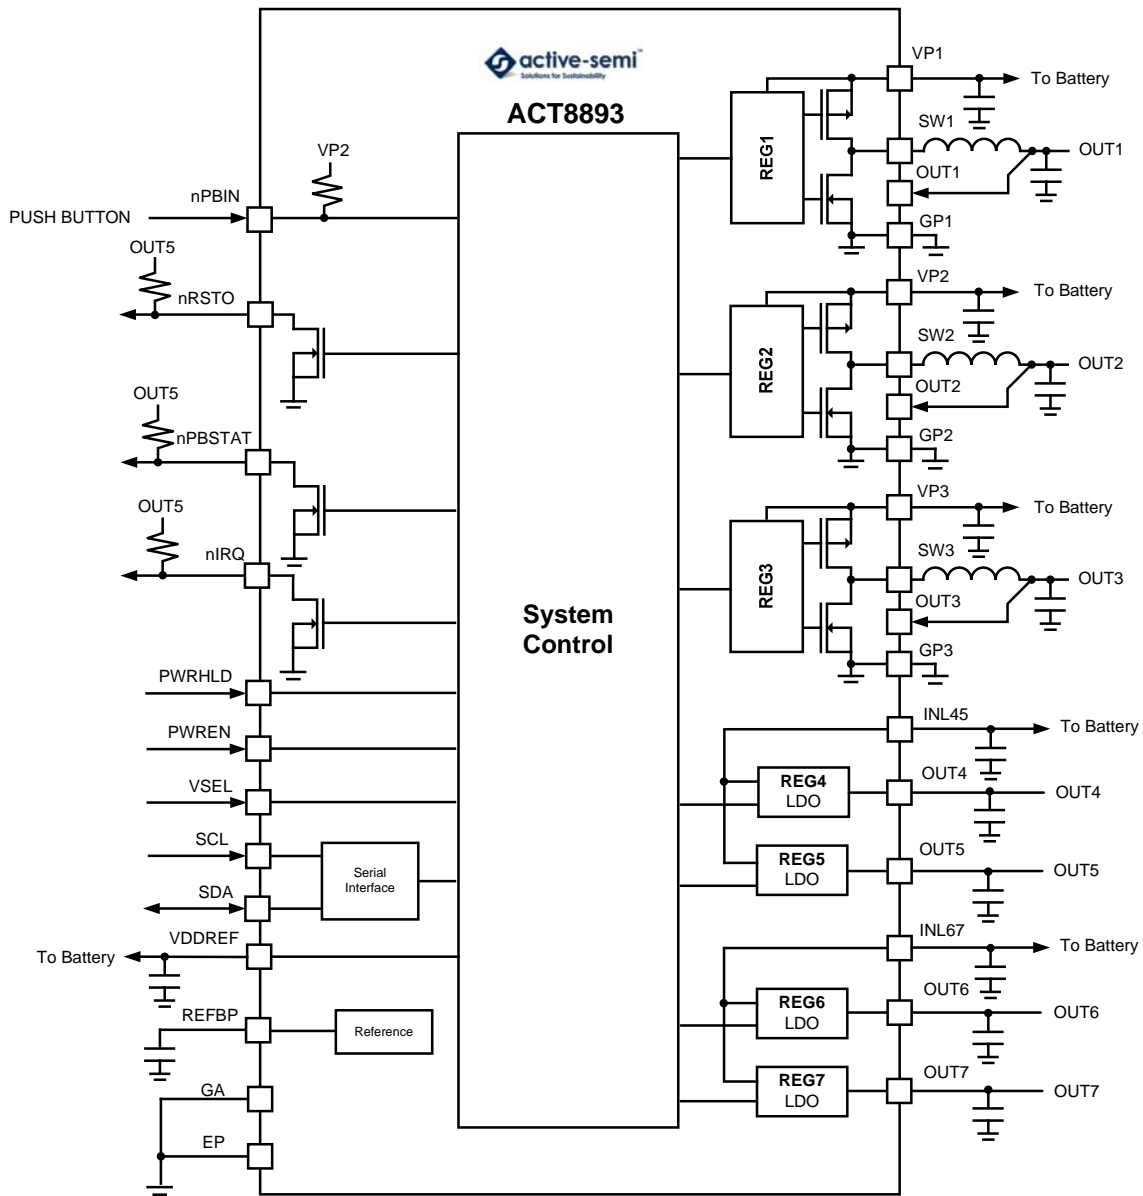 active-semi™
Solutions for Sustainability
ACT8893
System
Control
VP2
nPBIN
PUSH BUTTON
OUT5
nRSTO
OUT5
nPBSTAT
OUT5
nIRQ
PWRHLD
PWREN
VSEL
SCL
SDA
Serial
Interface
VDDREF
To Battery
REFBP
Reference
GA
EP
VP1
To Battery
REG1
SW1
OUT1
OUT1
GP1
VP2
To Battery
REG2
SW2
OUT2
OUT2
GP2
VP3
To Battery
REG3
SW3
OUT3
OUT3
GP3
INL45
To Battery
REG4
LDO
OUT4
OUT4
REG5
LDO
OUT5
OUT5
INL67
To Battery
REG6
LDO
OUT6
OUT6
REG7
LDO
OUT7
OUT7